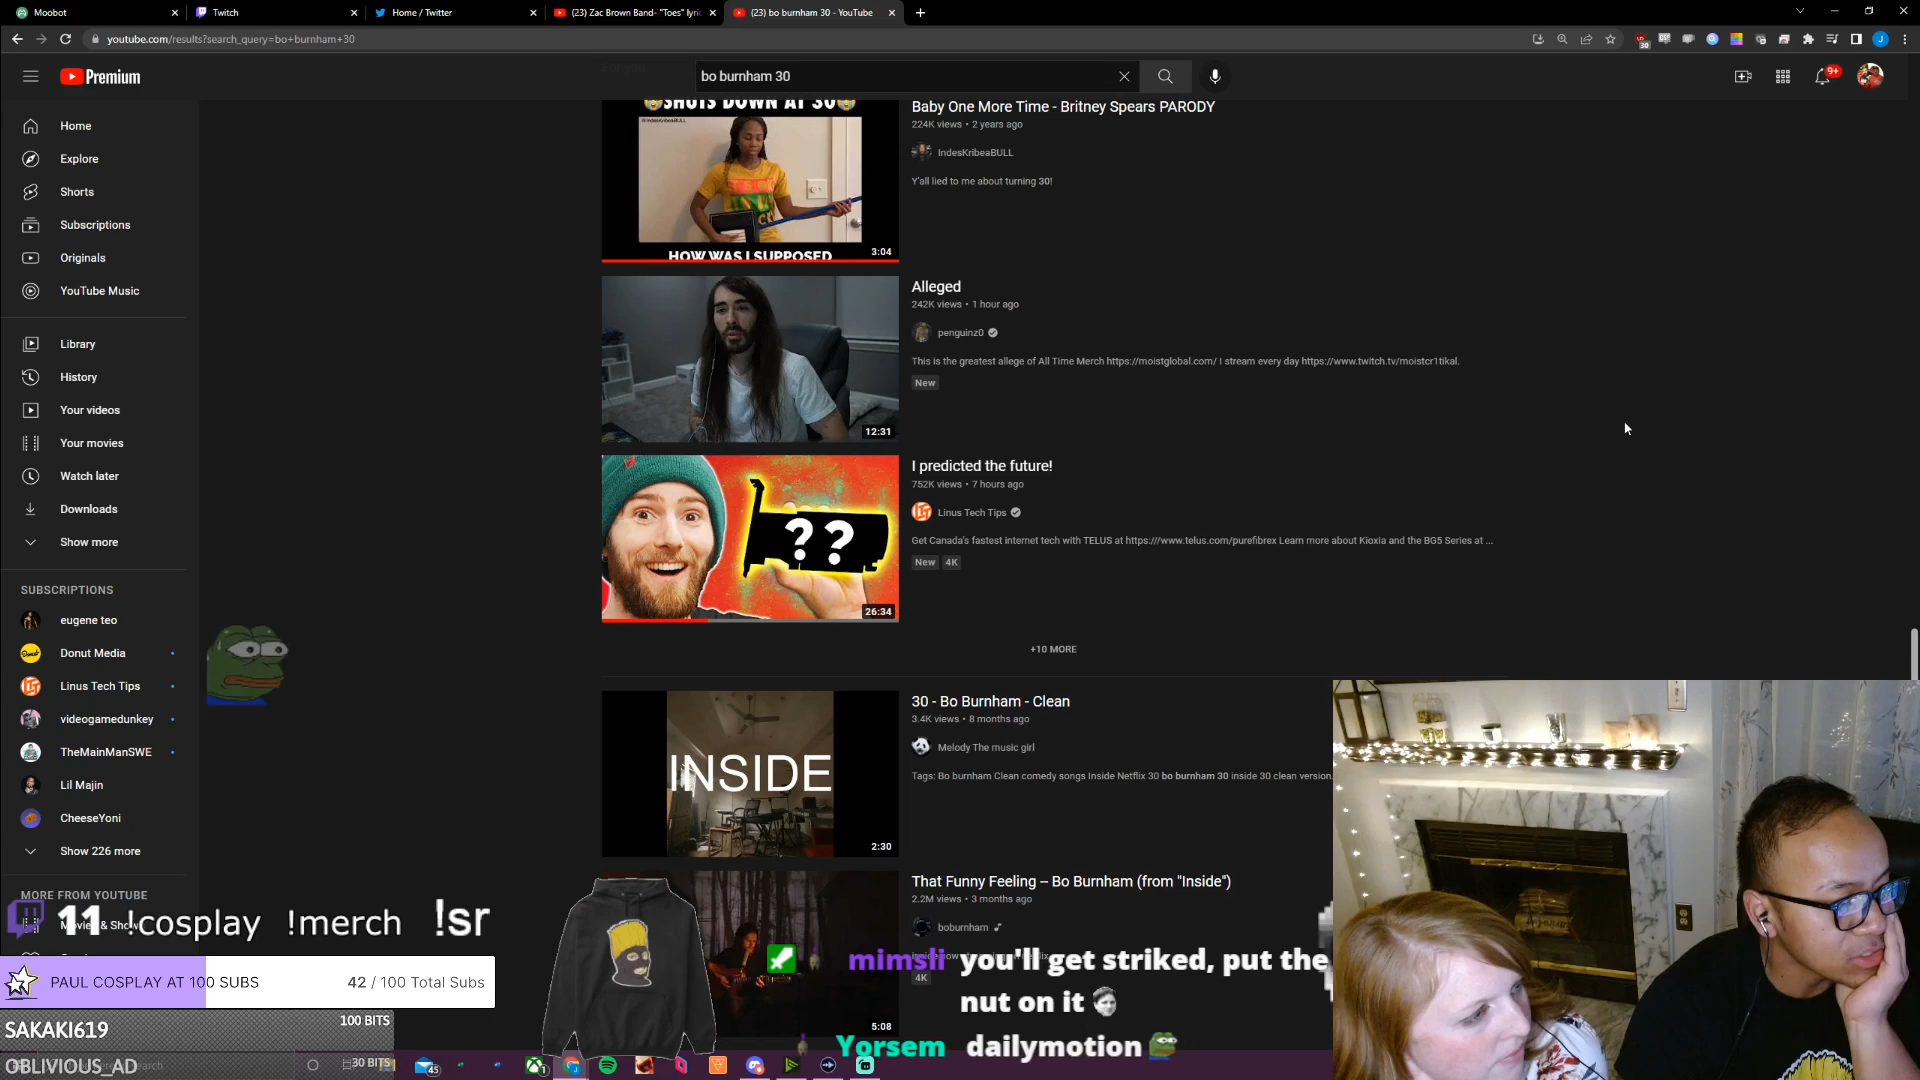 Moobot
Twitch
Home / Twitter
(23) Zac Brown Band- "Toes" lyric
(23) bo burnham 30 - YouTube
youtube.com/results?search_query=bo+burnham+30
30
Premium
bo burnham 30
9+
Home
Explore
Shorts
Subscriptions
Originals
YouTube Music
Library
History
Your videos
Your movies
Watch later
Downloads
Show more
SUBSCRIPTIONS
eugene teo
Donut Media
Linus Tech Tips
videogamedunkey
TheMainManSWE
Lil Majin
CheeseYoni
Show 226 more
MORE FROM YOUTUBE
SHUTS DOWN AT 30
HOW WAS I SUPPOSED
3:04
Baby One More Time - Britney Spears PARODY
224K views • 2 years ago
IndesKribeaBULL
Y'all lied to me about turning 30!
12:31
Alleged
242K views • 1 hour ago
penguinz0
This is the greatest allege of All Time Merch https://moistglobal.com/ I stream every day https://www.twitch.tv/moistcr1tikal.
New
??
26:34
I predicted the future!
752K views • 7 hours ago
Linus Tech Tips
Get Canada's fastest internet tech with TELUS at https://www.telus.com/purefibrex Learn more about Kioxia and the BG5 Series at ...
New 4K
+10 MORE
INSIDE
2:30
30 - Bo Burnham - Clean
3.4K views • 8 months ago
Melody The music girl
Tags: Bo burnham Clean comedy songs Inside Netflix 30 bo burnham 30 inside 30 clean version
5:08
That Funny Feeling -- Bo Burnham (from "Inside")
2.2M views • 3 months ago
boburnham
4K
11 !cosplay !merch !sr
PAUL COSPLAY AT 100 SUBS 42 / 100 Total Subs
SAKAKI619 100 BITS
OBLIVIOUS_AD 30 BITS
mimsli you'll get striked, put the
nut on it
Yorsem dailymotion
45
1